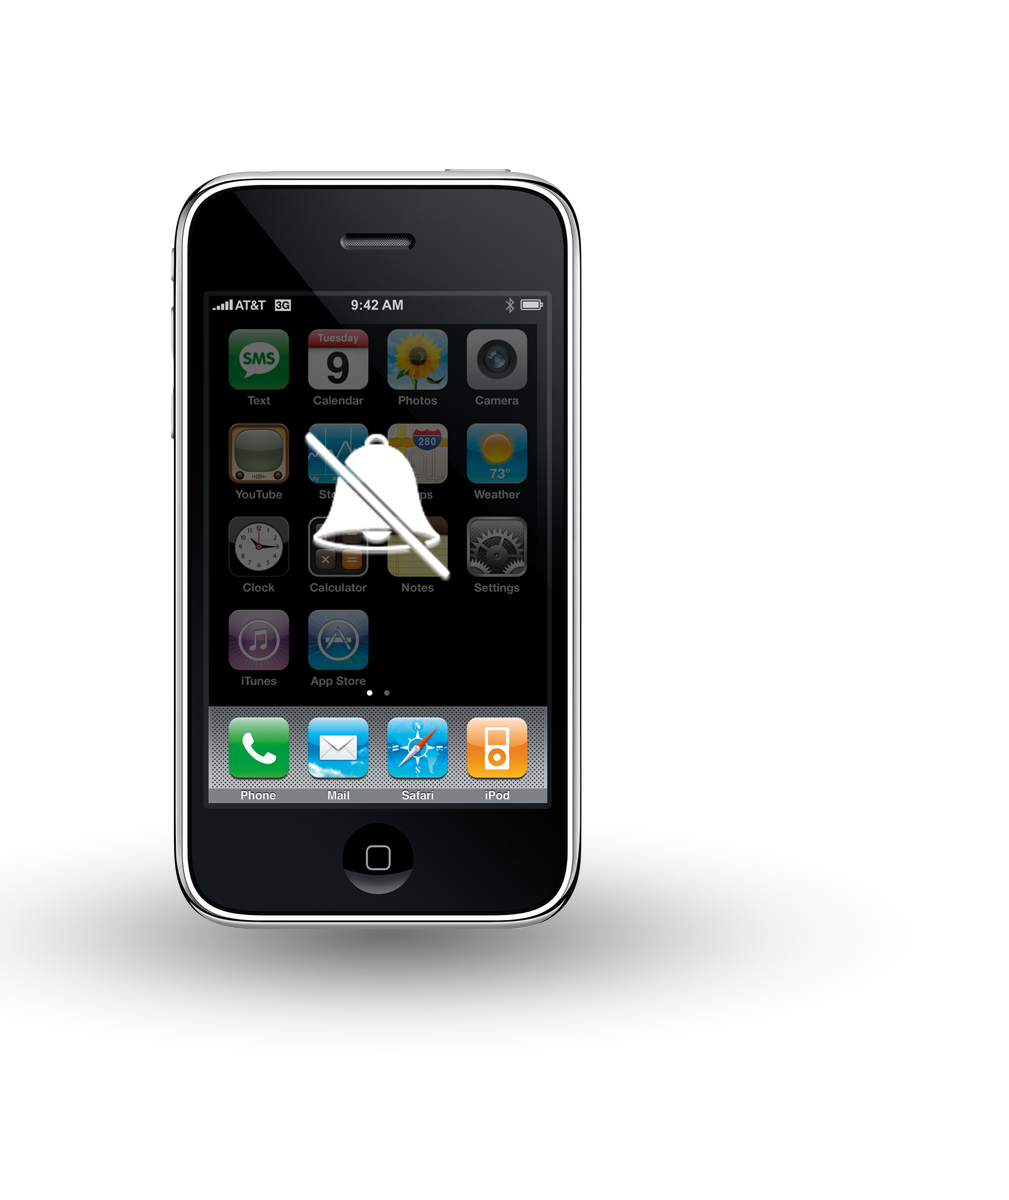 AT&T 3G 9:42 AM
SMS Tuesday 9
Text Calendar Photos Camera
280 73°
YouTube Weather
Clock Calculator Notes Settings
iTunes App Store
Phone Mail Safari iPod